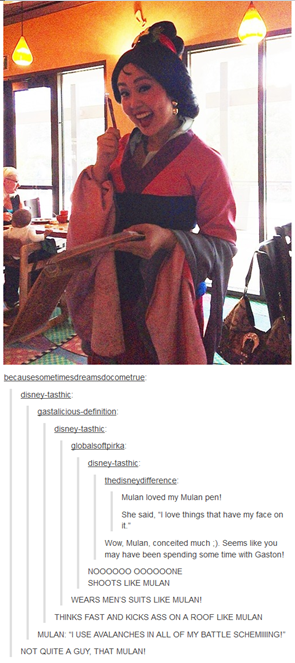 becausesometimesdreamsdocometrue:
disney-tasthic:
gastalicious-definition:
disney-tasthic:
globalsoftpirka:
disney-tasthic:
thedisneydifference:
Mulan loved my Mulan pen!
She said, “I love things that have my face on
it.”
Wow, Mulan, conceited much ;). Seems like you
may have been spending some time with Gaston!
NOOOOOO OOOOOONE
SHOOTS LIKE MULAN
WEARS MEN’S SUITS LIKE MULAN!
THINKS FAST AND KICKS ASS ON A ROOF LIKE MULAN
MULAN: “I USE AVALANCHES IN ALL OF MY BATTLE SCHEMIIIING!”
NOT QUITE A GUY, THAT MULAN!